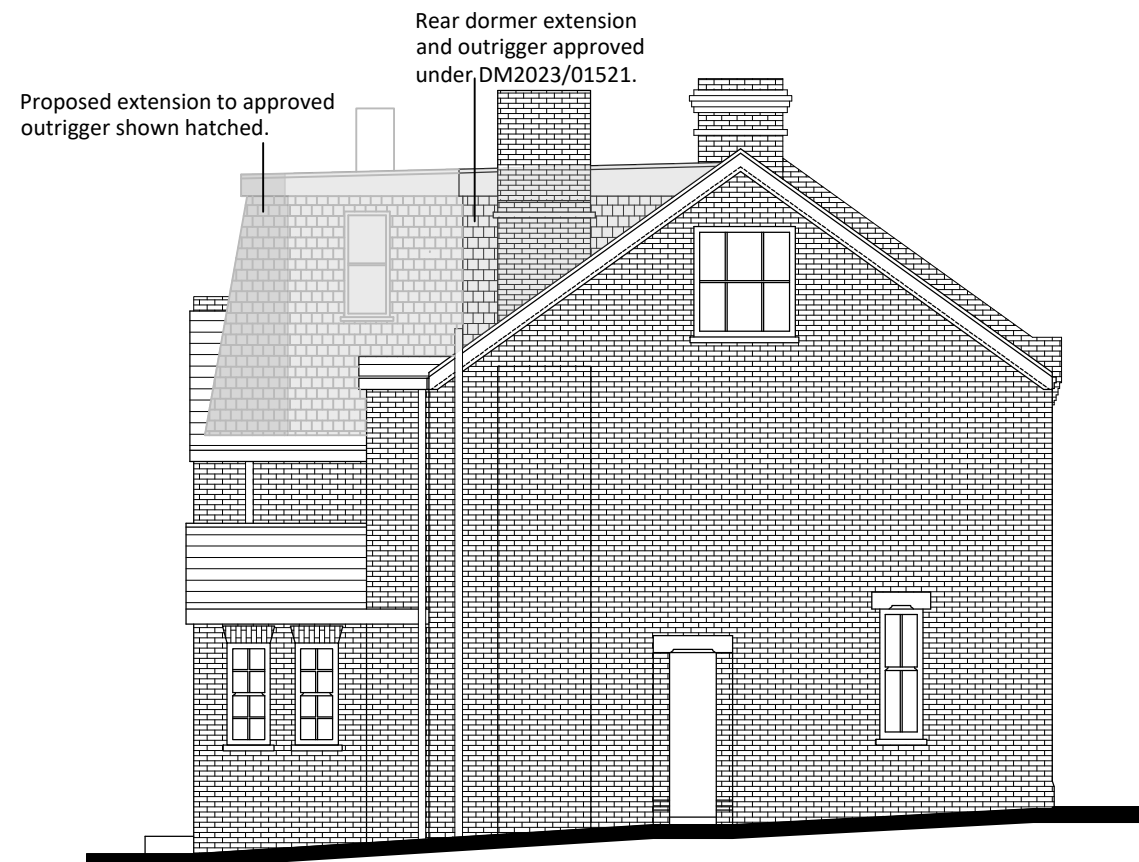 Rear dormer extension
and outrigger approved
under DM2023/01521.
Proposed extension to approved
outrigger shown hatched.